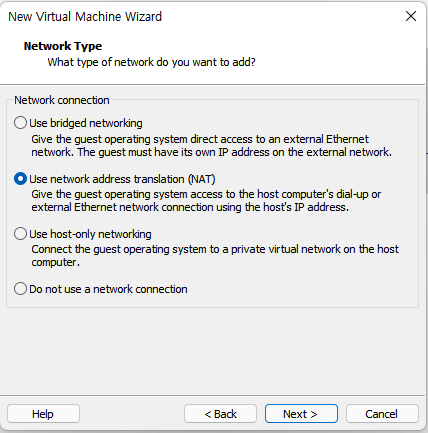 New Virtual Machine Wizard
Network Type
What type of network do you want to add?
Network connection
Use bridged networking
Give the guest operating system direct access to an external Ethernet
network. The guest must have its own IP address on the external network.
Use network address translation (NAT)
Give the guest operating system access to the host computer's dial-up or
external Ethernet network connection using the host's IP address.
Use host-only networking
Connect the guest operating system to a private virtual network on the host
computer.
Do not use a network connection
Help
< Back
Next >
Cancel